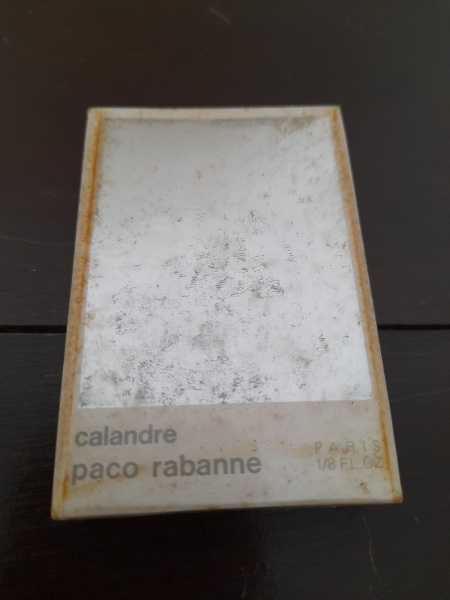 calandre
paco rabanne
PARIS
1/8 FL.OZ